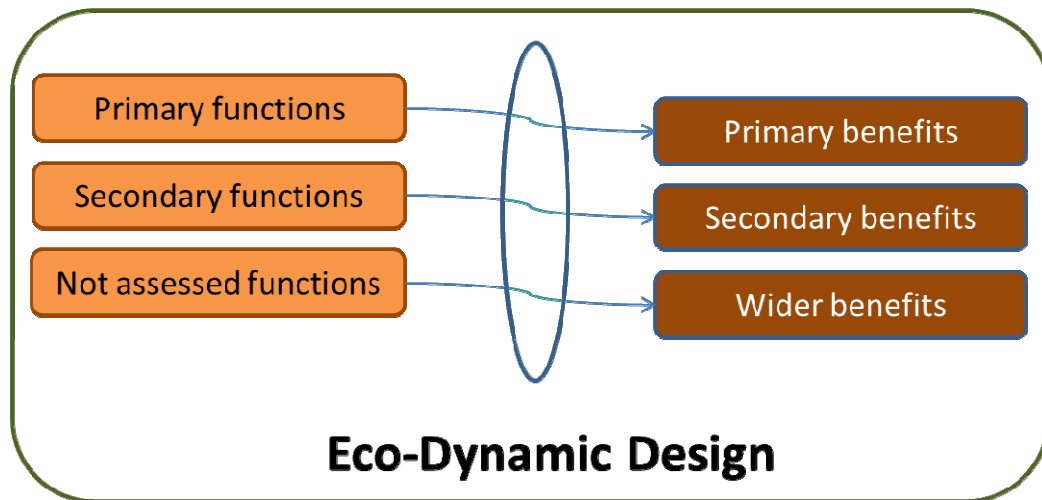 Primary functions
Secondary functions
Not assessed functions
Primary benefits
Secondary benefits
Wider benefits
Eco-Dynamic Design